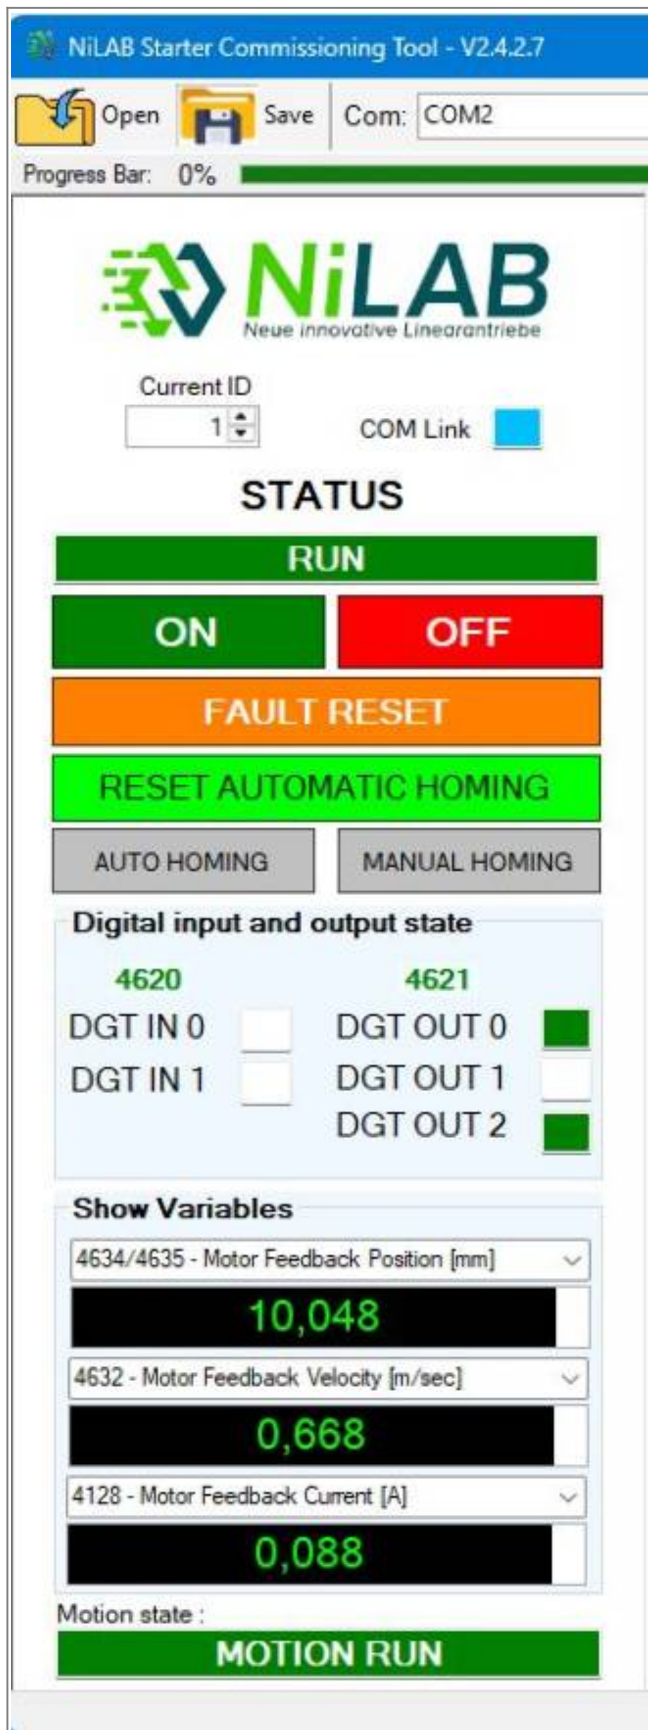 NiLAB Starter Commissioning Tool - V2.4.2.7
Open Save Com: COM2
Progress Bar: 0%
NiLAB
Neue innovative Linearantriebe
Current ID
1 COM Link
STATUS
RUN
ON OFF
FAULT RESET
RESET AUTOMATIC HOMING
AUTO HOMING MANUAL HOMING
Digital input and output state
4620 4621
DGT IN 0 DGT OUT 0
DGT IN 1 DGT OUT 1
DGT OUT 2
Show Variables
4634/4635 - Motor Feedback Position [mm]
10,048
4632 - Motor Feedback Velocity [m/sec]
0,668
4128 - Motor Feedback Current [A]
0,088
Motion state :
MOTION RUN